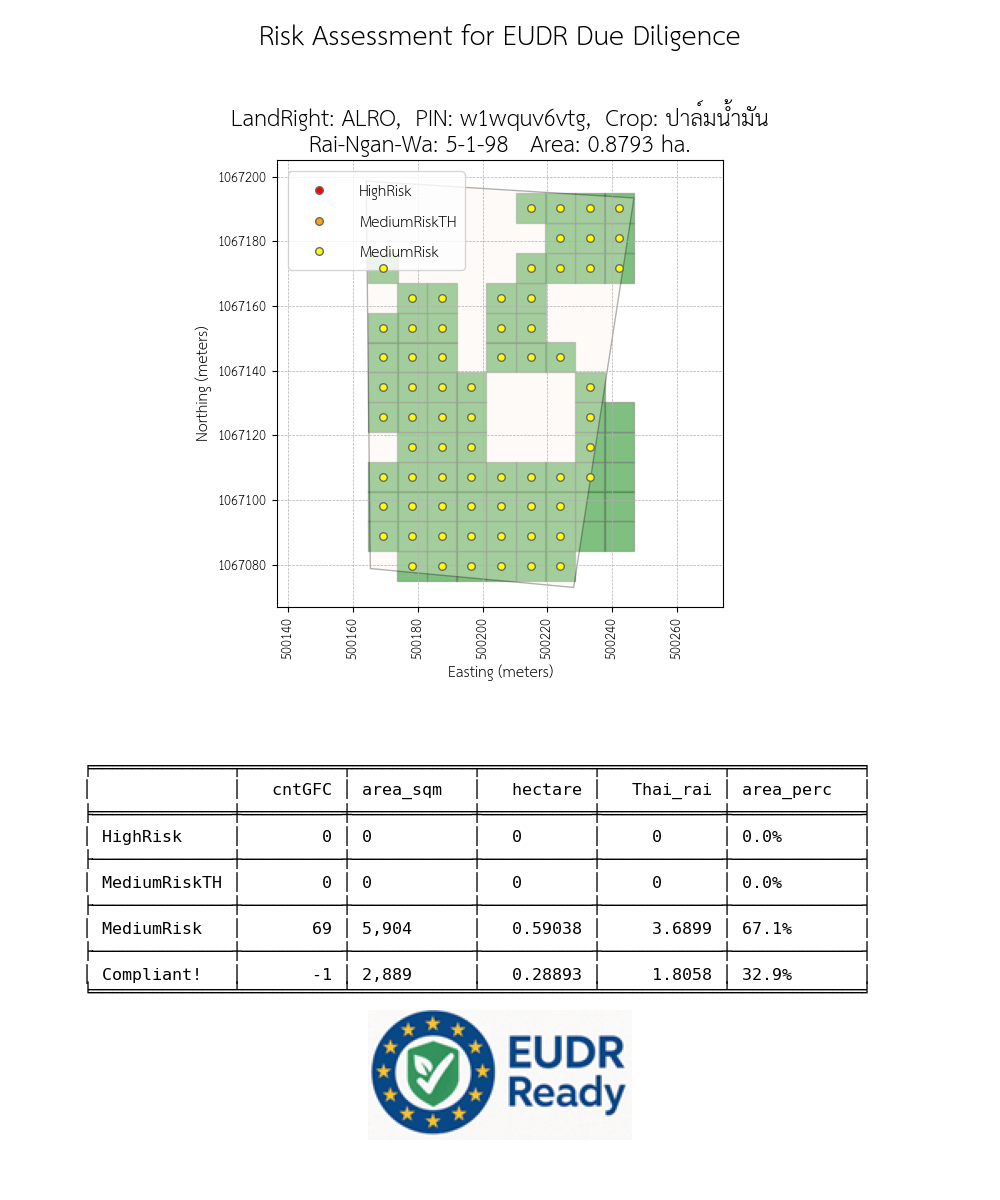 Risk Assessment for EUDR Due Diligence
LandRight: ALRO, PIN: w1wquv6vtg, Crop: ปาล์มน้ำมัน
Rai-Ngan-Wa: 5-1-98 Area: 0.8793 ha.
HighRisk
MediumRiskTH
MediumRisk
1067200
1067180
1067160
1067140
1067120
1067100
1067080
Northing (meters)
500140
500160
500180
500200
500220
500240
500260
Easting (meters)
cntGFC area_sqm hectare Thai_rai area_perc
HighRisk 0 0 0 0 0.0%
MediumRiskTH 0 0 0 0 0.0%
MediumRisk 69 5,904 0.59038 3.6899 67.1%
Compliant! -1 2,889 0.28893 1.8058 32.9%
EUDR
Ready